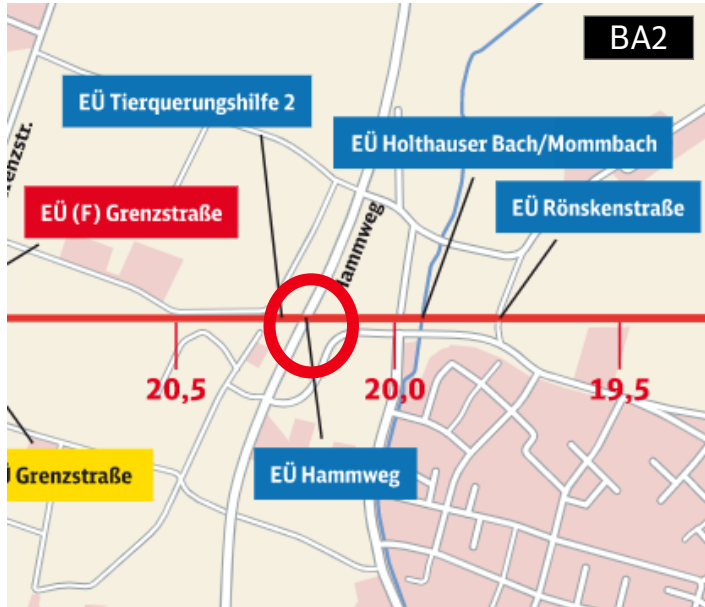 BA2
EÜ Tierquerungshilfe 2
EÜ Holthauser Bach/Mommbach
EÜ Rönskenstraße
EÜ (F) Grenzstraße
Hammweg
20,5
20,0
19,5
EÜ Hammweg
Grenzstraße